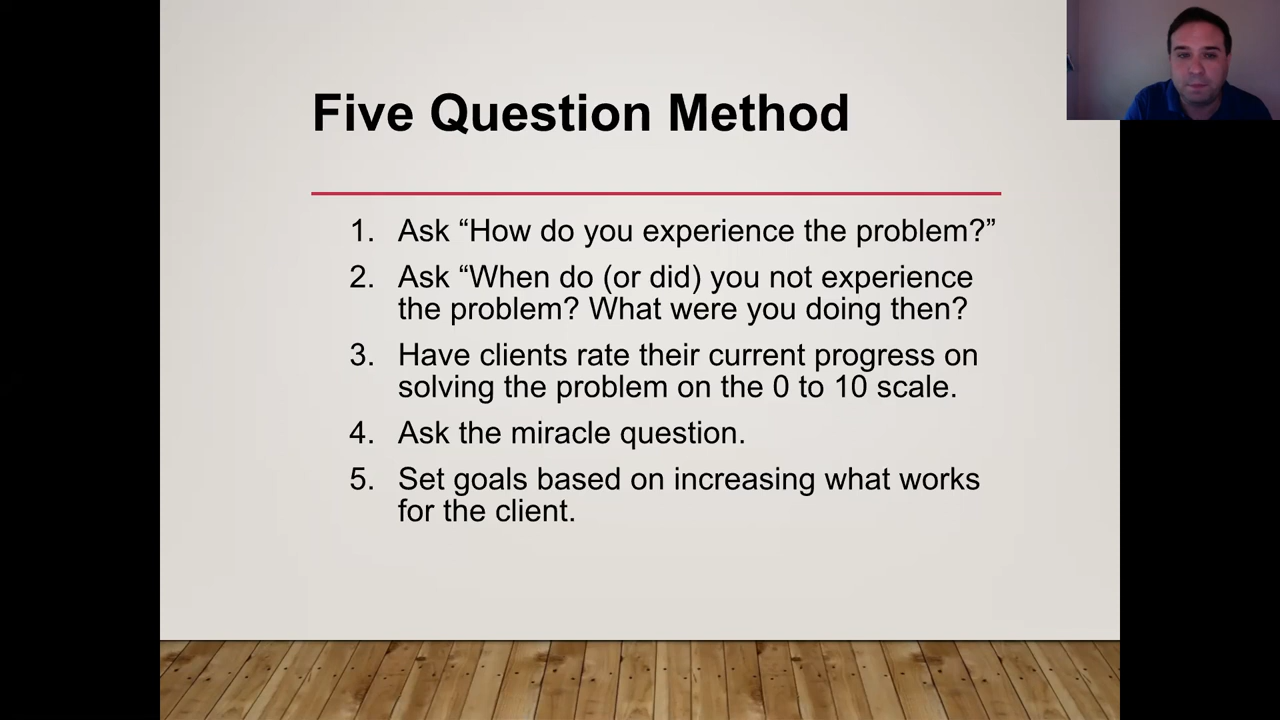 Five Question Method
1. Ask “How do you experience the problem?”
2. Ask “When do (or did) you not experience
the problem? What were you doing then?
3. Have clients rate their current progress on
solving the problem on the 0 to 10 scale.
4. Ask the miracle question.
5. Set goals based on increasing what works
for the client.